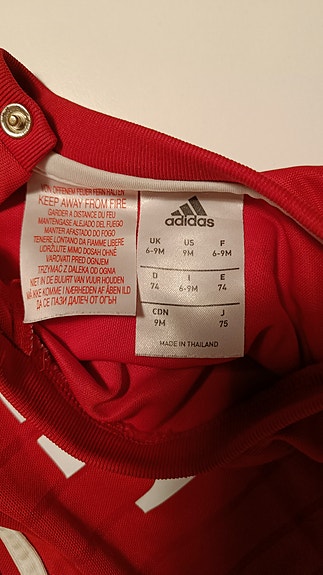 VON OFFENEM FEUER FERN HALTEN
KEEP AWAY FROM FIRE
GARDER A DISTANCE DU FEU
MANTENGASE ALEJADO DEL FUEGO
MANTER AFASTADO DO FOGO
TENERE LONTANO DA FIAMME LIBERE
UDRŽUJTE MIMO DOSAH OHNĚ
VAROVATI PRED OGNJEM
TRZYMAĆ Z DALEKA OD OGNIA
NIET IN DE BUURT VAN VUUR HOUDEN
MÅ IKKE KOMME I NÆRHEDEN AF ÅBEN ILD
ДА СЕ ПАЗИ ДАЛЕЧ ОТ ОГЪН
adidas
UK US F
6-9M 9M 6-9M
D I E
74 6-9M 74
CDN J
9M 75
MADE IN THAILAND